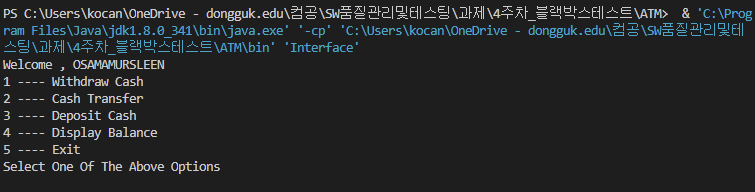 PS C:\Users\kocan\OneDrive - dongguk.edu\컴공\SW품질관리및테스팅\과제\4주차_블랙박스테스트\ATM>  & 'C:\Prog
ram Files\Java\jdk1.8.0_341\bin\java.exe' '-cp' 'C:\Users\kocan\OneDrive - dongguk.edu\컴공\SW품질관리및테
스팅\과제\4주차_블랙박스테스트\ATM\bin' 'Interface'
Welcome , OSAMAMURSLEEN
1 ---- Withdraw Cash
2 ---- Cash Transfer
3 ---- Deposit Cash
4 ---- Display Balance
5 ---- Exit
Select One Of The Above Options